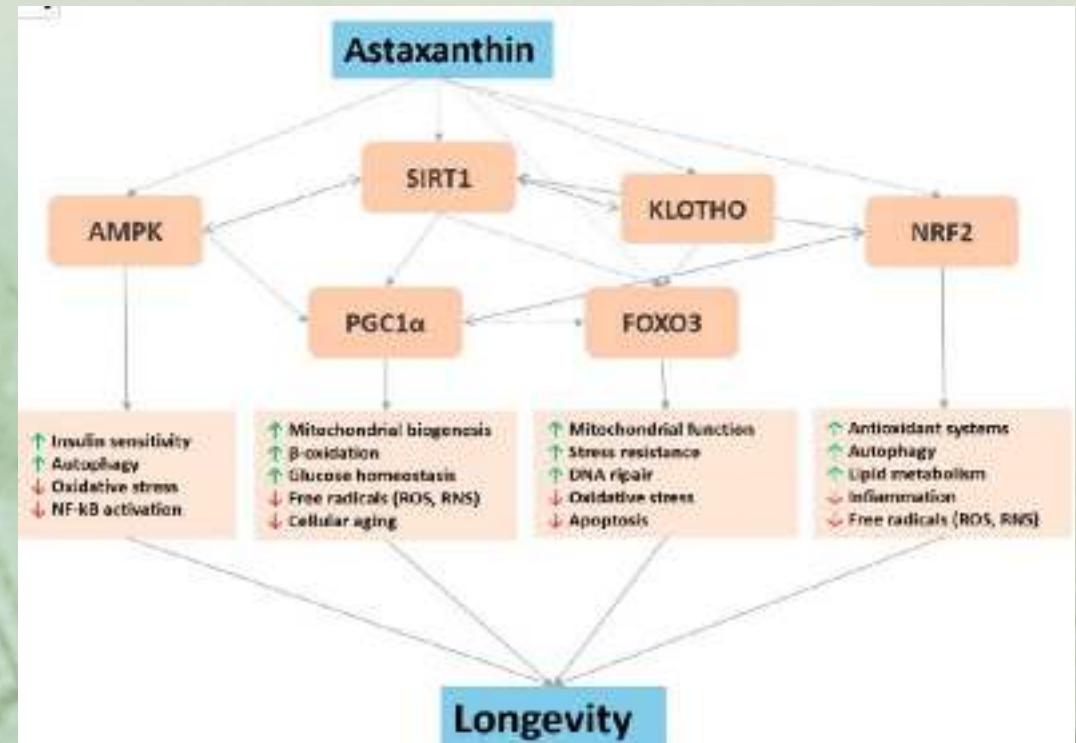 Astaxanthin
SIRT1
KLOTHO
AMPK
NRF2
PGC1α
FOXO3
↑ Insulin sensitivity
↑ Autophagy
↓ Oxidative stress
↓ NF-kB activation
↑ Mitochondrial biogenesis
↑ β-oxidation
↑ Glucose homeostasis
↓ Free radicals (ROS, RNS)
↓ Cellular aging
↑ Mitochondrial function
↑ Stress resistance
↑ DNA ripair
↓ Oxidative stress
↓ Apoptosis
↑ Antioxidant systems
↑ Autophagy
↑ Lipid metabolism
↓ Inflammation
↓ Free radicals (ROS, RNS)
Longevity